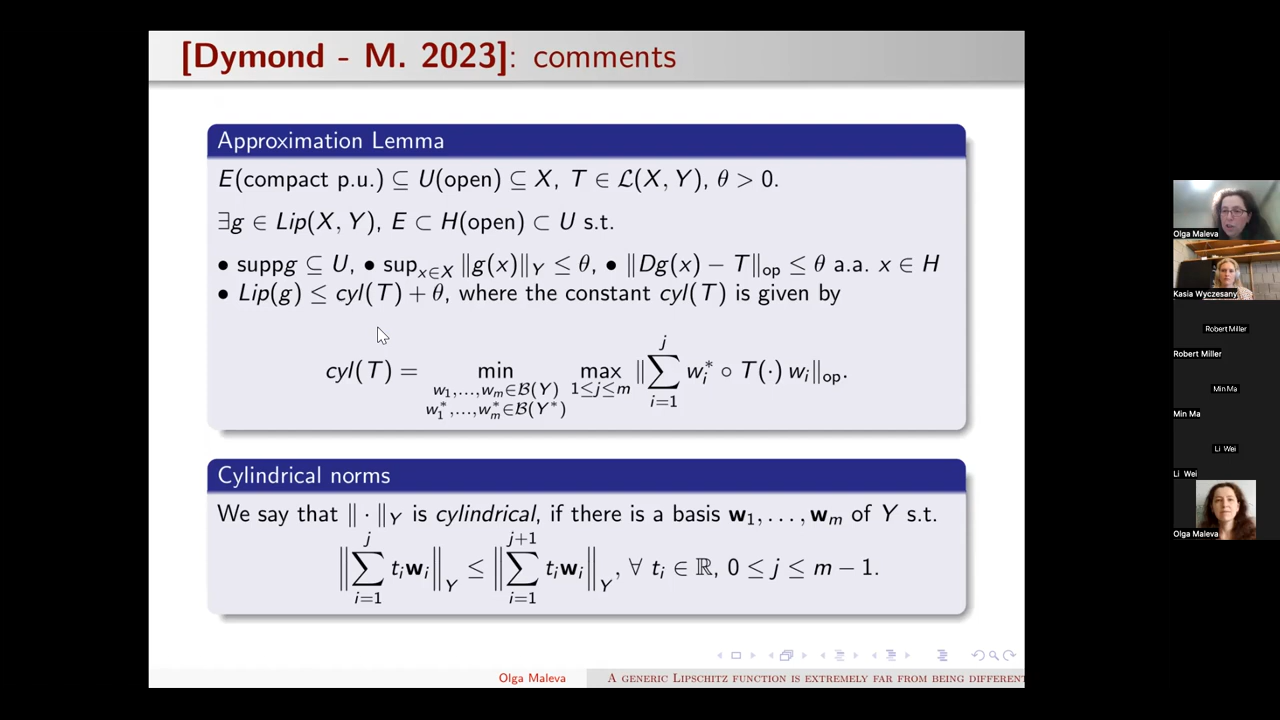 [Dymond - M. 2023]: comments
Approximation Lemma
E(compact p.u.) ⊆ U(open) ⊆ X, T ∈ ℒ(X, Y), θ > 0.
∃g ∈ Lip(X, Y), E ⊂ H(open) ⊂ U s.t.
• suppg ⊆ U, • sup_{x∈X} ‖g(x)‖_Y ≤ θ, • ‖Dg(x) − T‖_op ≤ θ a.a. x ∈ H
• Lip(g) ≤ cyl(T) + θ, where the constant cyl(T) is given by
cyl(T) = min_{w_1,...,w_m∈ℬ(Y) w_1^*,...,w_m^*∈ℬ(Y^*)} max_{1≤j≤m} ‖∑_{i=1}^{j} w_i^* ∘ T(·) w_i‖_op.
Cylindrical norms
We say that ‖ · ‖_Y is cylindrical, if there is a basis w_1, . . . , w_m of Y s.t.
‖∑_{i=1}^{j} t_i w_i‖_Y ≤ ‖∑_{i=1}^{j+1} t_i w_i‖_Y, ∀ t_i ∈ ℝ, 0 ≤ j ≤ m − 1.
Olga Maleva
A generic Lipschitz function is extremely far from being differen
Olga Maleva
Kasia Wyczesany
Robert Miller
Robert Miller
Min Ma
Min Ma
Li Wei
Li Wei
Olga Maleva